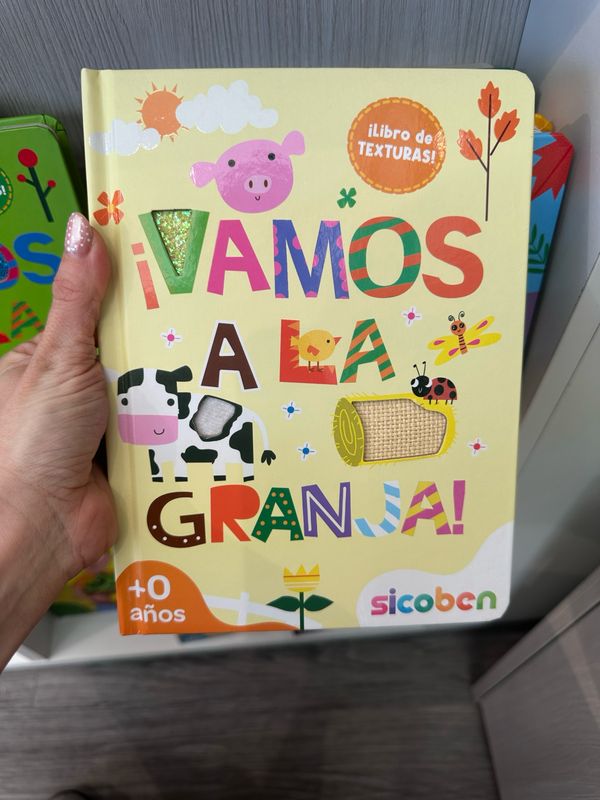 ¡Libro de
TEXTURAS!
¡VAMOS
A LA
GRANJA!
+0
años
sicoben